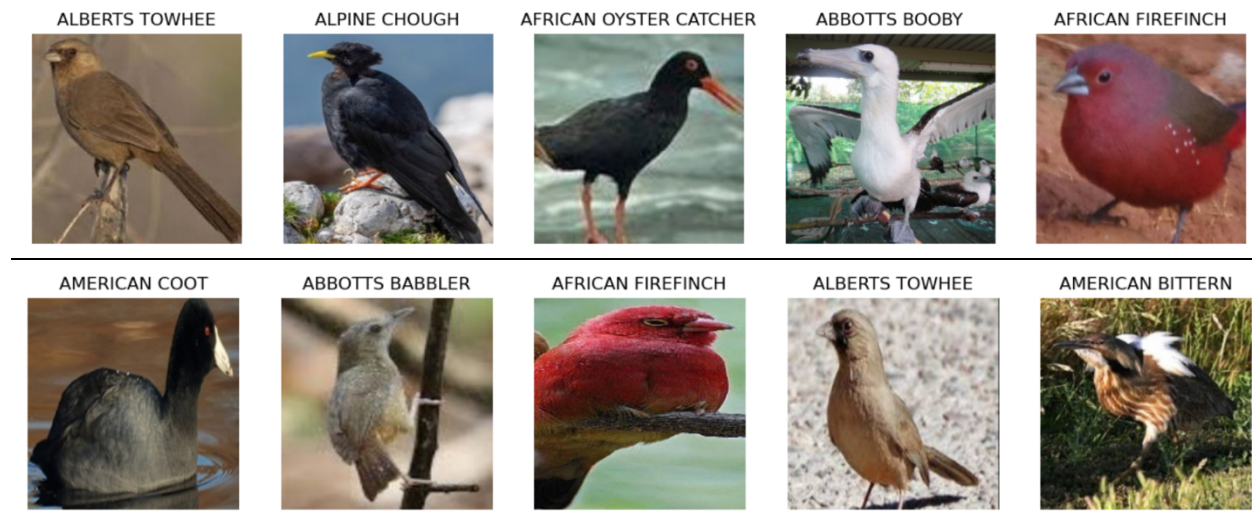 ALBERTS TOWHEE
ALPINE CHOUGH
AFRICAN OYSTER CATCHER
ABBOTTS BOOBY
AFRICAN FIREFINCH
AMERICAN COOT
ABBOTTS BABBLER
AFRICAN FIREFINCH
ALBERTS TOWHEE
AMERICAN BITTERN